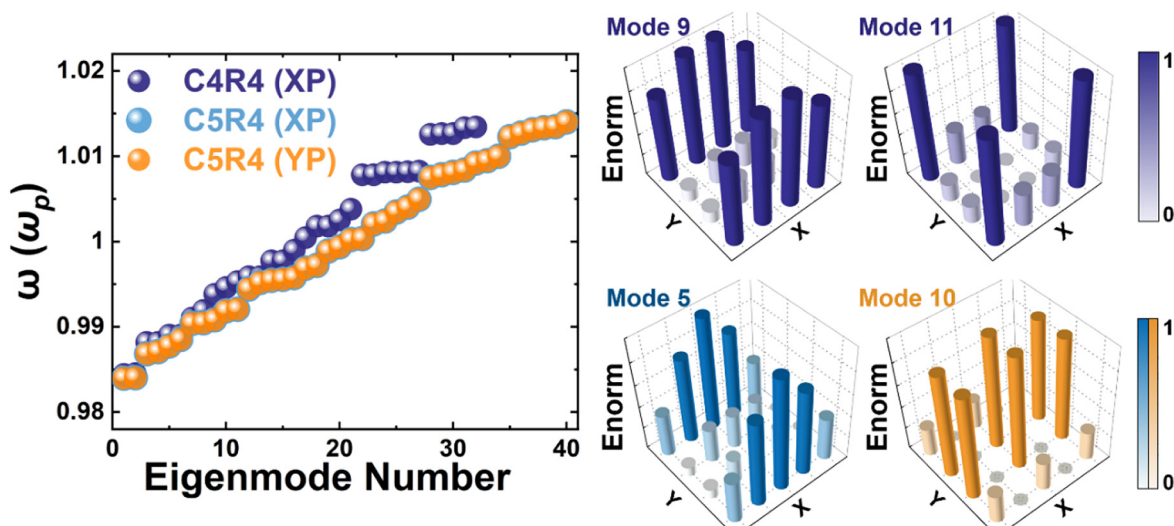 1.02
1.01
1
0.99
0.98
ω (ωp)
C4R4 (XP)
C5R4 (XP)
C5R4 (YP)
0 10 20 30 40
Eigenmode Number
Mode 9
Enorm
Y
X
Mode 11
Enorm
Y
X
1
0
Mode 5
Enorm
Y
X
Mode 10
Enorm
Y
X
1
0